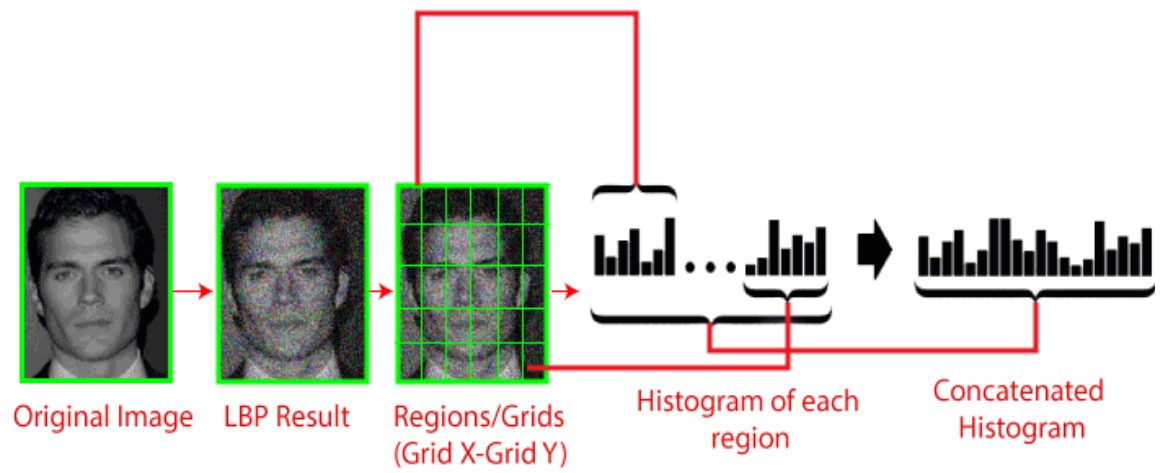 Original Image
LBP Result
Regions/Grids
(Grid X-Grid Y)
Histogram of each
region
Concatenated
Histogram